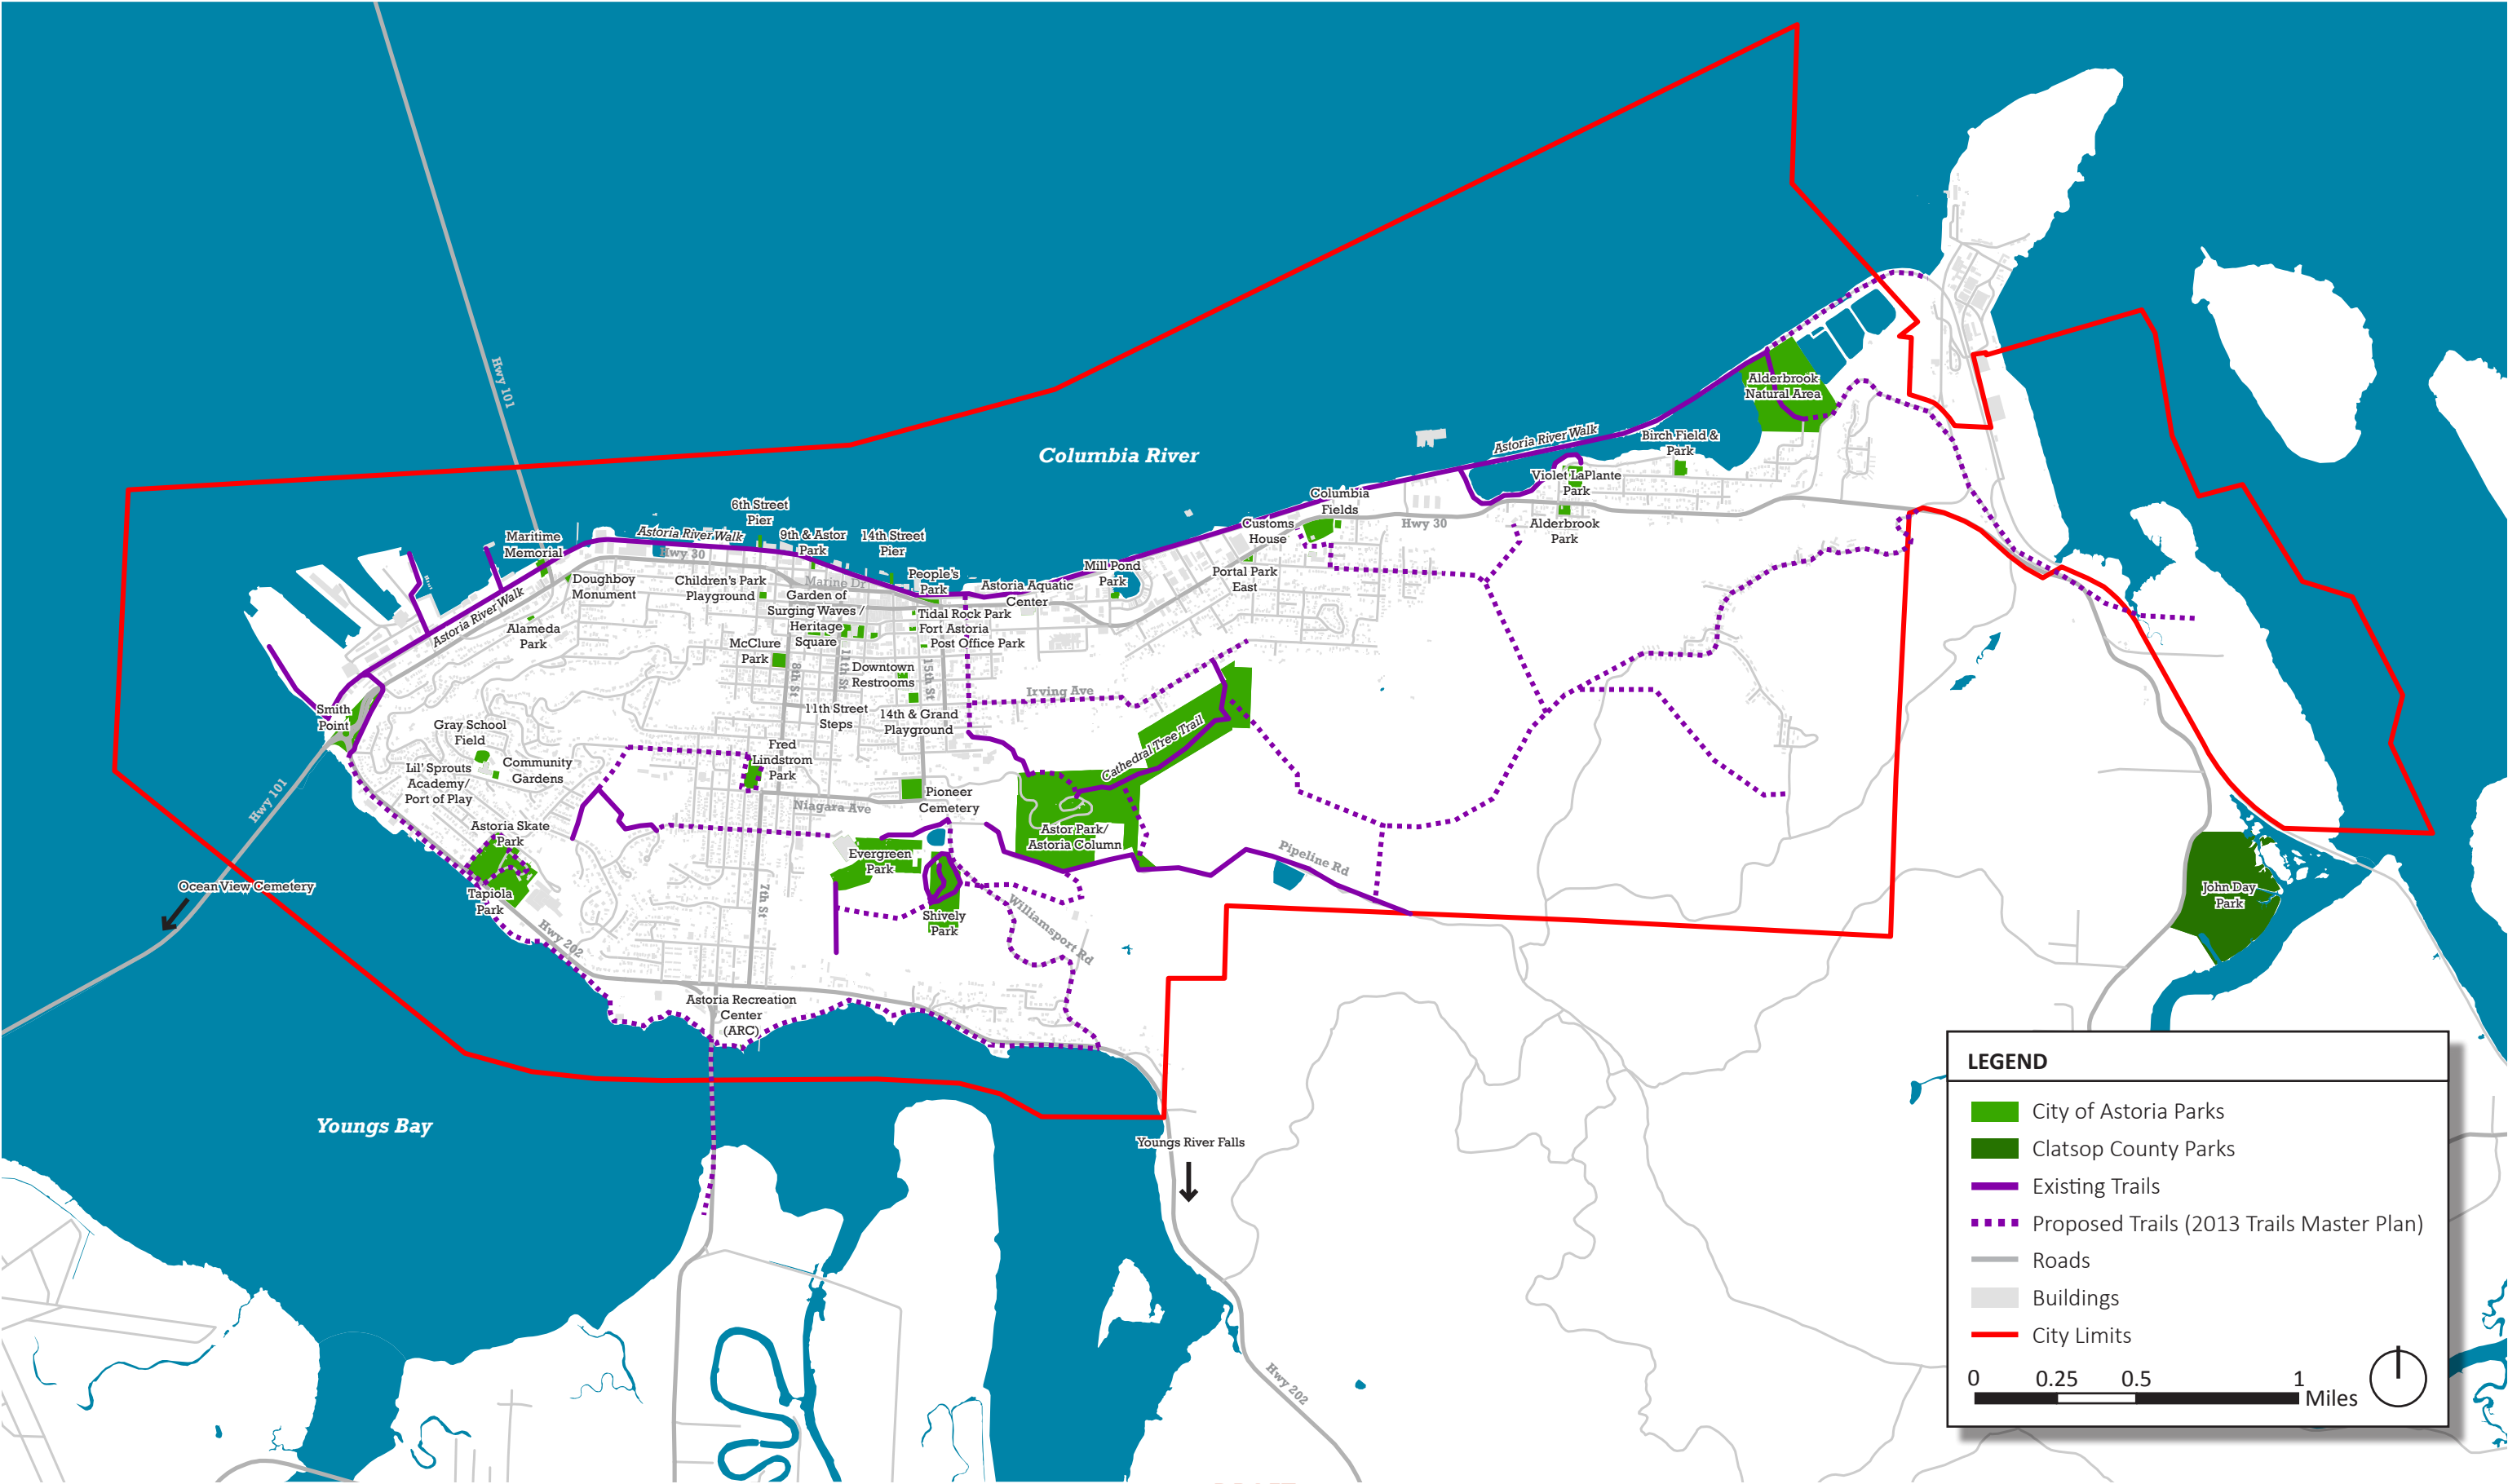 Hwy 101
Columbia River
Alderbrook
Natural Area
Astoria River Walk
Birch Field &
Park
Violet LaPlante
Park
Columbia
Fields
Hwy 30
Alderbrook
Park
Customs
House
Portal Park
East
6th Street
Pier
Astoria River Walk
Hwy 30
9th & Astor
Park
14th Street
Pier
Maritime
Memorial
Doughboy
Monument
Children's Park
Playground
Marine Dr
Garden of
Surging Waves /
Heritage
Square
People's
Park
Astoria Aquatic
Center
Mill Pond
Park
Tidal Rock Park
Fort Astoria
Post Office Park
Astoria River Walk
Alameda
Park
McClure
Park
8th St
11th St
15th St
Downtown
Restrooms
Irving Ave
11th Street
Steps
14th & Grand
Playground
Smith
Point
Gray School
Field
Lil' Sprouts
Academy/
Port of Play
Community
Gardens
Fred
Lindstrom
Park
Cathedral Tree Trail
Niagara Ave
Pioneer
Cemetery
Hwy 101
Astoria Skate
Park
Astor Park/
Astoria Column
Evergreen
Park
Pipeline Rd
Ocean View Cemetery
Tapiola
Park
7th St
Shively
Park
Williamsport Rd
Hwy 202
John Day
Park
Astoria Recreation
Center
(ARC)
Youngs Bay
Youngs River Falls
Hwy 202
LEGEND
City of Astoria Parks
Clatsop County Parks
Existing Trails
Proposed Trails (2013 Trails Master Plan)
Roads
Buildings
City Limits
0 0.25 0.5 1
Miles